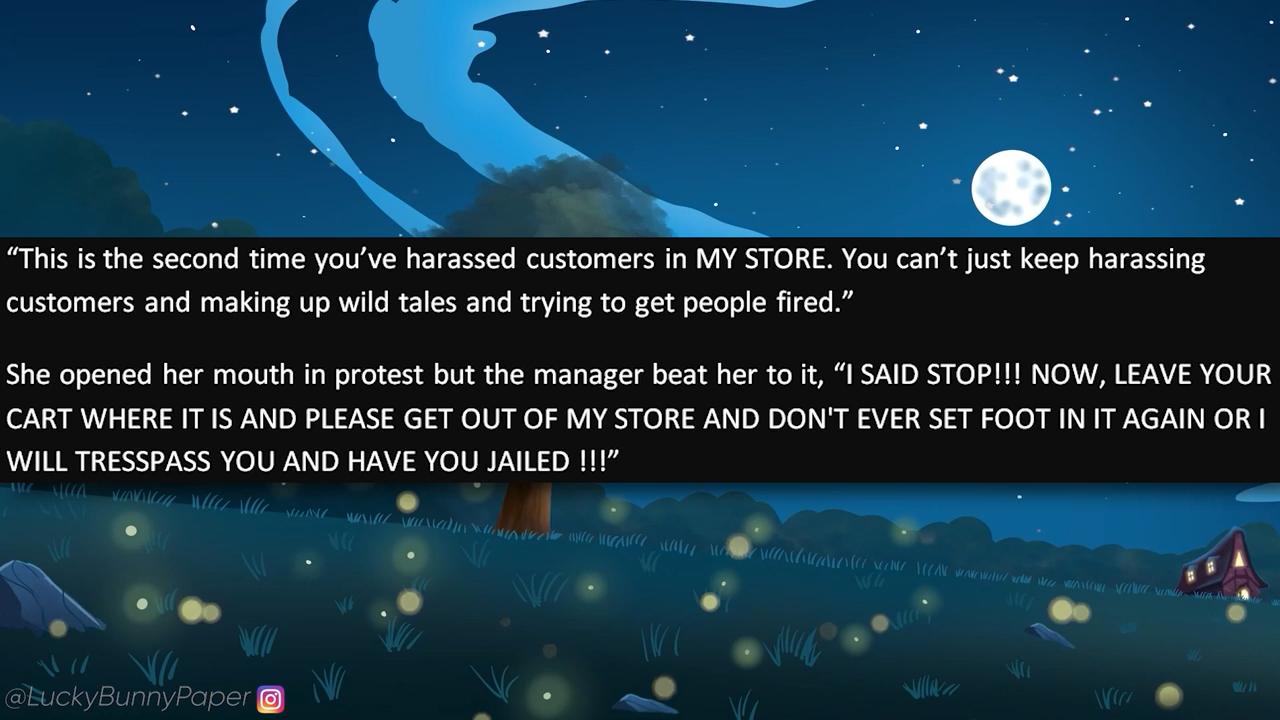 “This is the second time you’ve harassed customers in MY STORE. You can’t just keep harassing
customers and making up wild tales and trying to get people fired.”
She opened her mouth in protest but the manager beat her to it, “I SAID STOP!!! NOW, LEAVE YOUR
CART WHERE IT IS AND PLEASE GET OUT OF MY STORE AND DON'T EVER SET FOOT IN IT AGAIN OR I
WILL TRESSPASS YOU AND HAVE YOU JAILED !!!”
@LuckyBunnyPaper